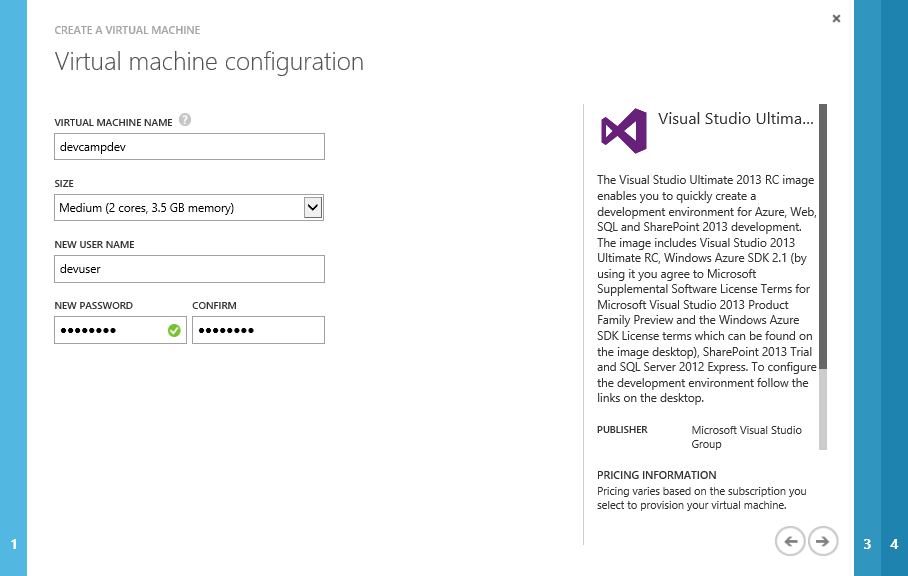 CREATE A VIRTUAL MACHINE
Virtual machine configuration
VIRTUAL MACHINE NAME ?
devcampdev
SIZE
Medium (2 cores, 3.5 GB memory)
NEW USER NAME
devuser
NEW PASSWORD CONFIRM
●●●●●●●● ●●●●●●●●
Visual Studio Ultima...
The Visual Studio Ultimate 2013 RC image
enables you to quickly create a
development environment for Azure, Web,
SQL and SharePoint 2013 development.
The image includes Visual Studio 2013
Ultimate RC, Windows Azure SDK 2.1 (by
using it you agree to Microsoft
Supplemental Software License Terms for
Microsoft Visual Studio 2013 Product
Family Preview and the Windows Azure
SDK License terms which can be found on
the image desktop), SharePoint 2013 Trial
and SQL Server 2012 Express. To configure
the development environment follow the
links on the desktop.
PUBLISHER Microsoft Visual Studio
Group
PRICING INFORMATION
Pricing varies based on the subscription you
select to provision your virtual machine.
1 3 4